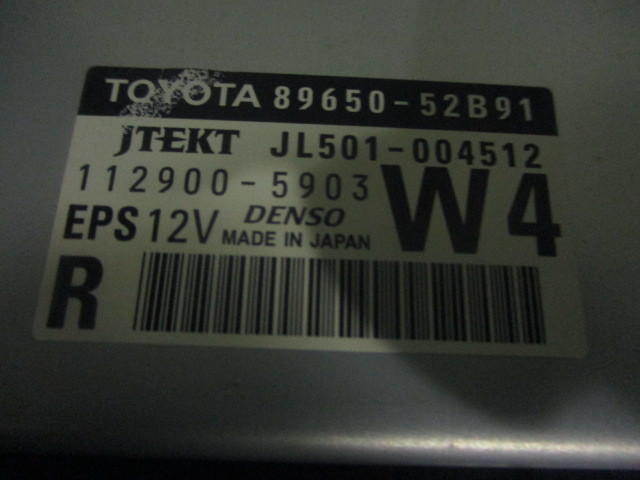 TOYOTA 89650-52B91
JTEKT JL501-004512
112900-5903 W4
EPS 12V DENSO
MADE IN JAPAN
R